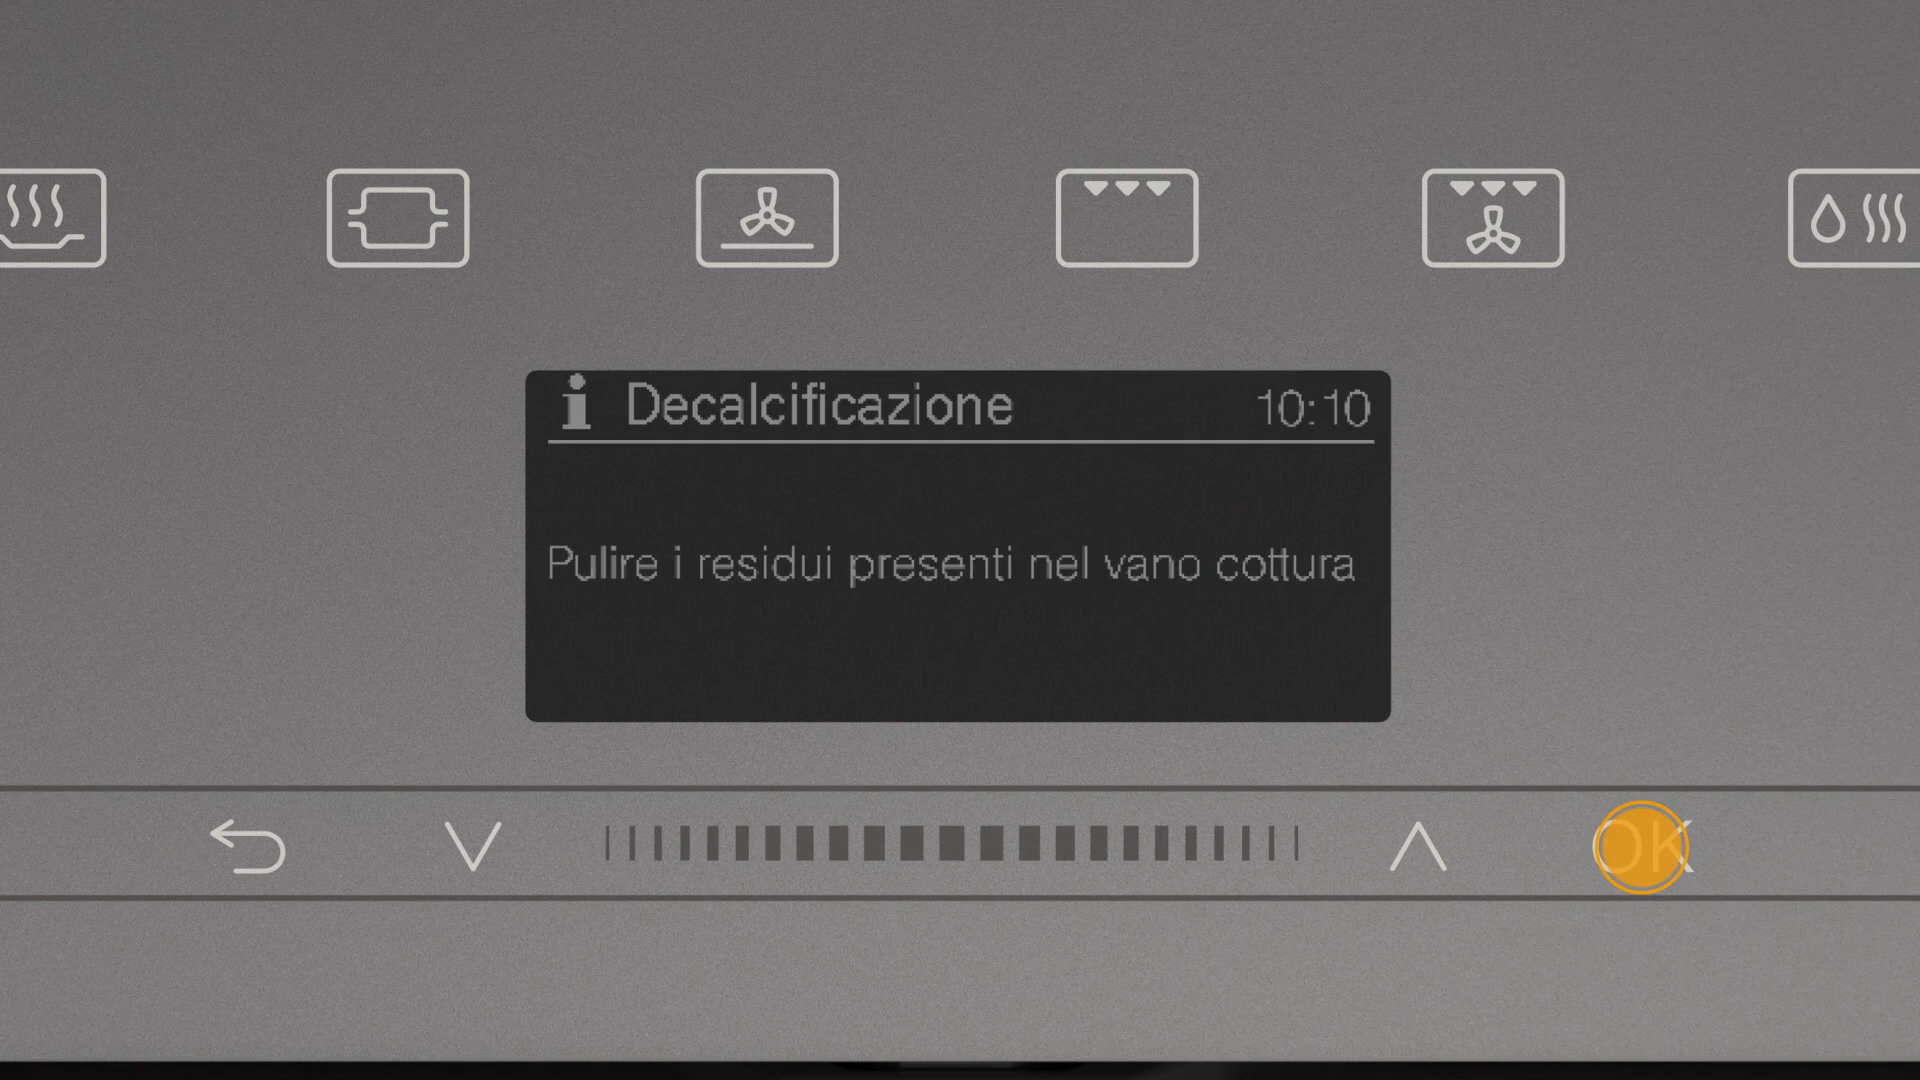 i Decalcificazione 10:10
Pulire i residui presenti nel vano cottura
OK